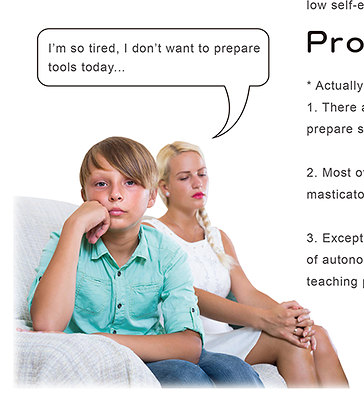 low self-e
Pro
I'm so tired, I don't want to prepare
tools today...
* Actually
1. There a
prepare s
2. Most o
masticato
3. Except
of autono
teaching p